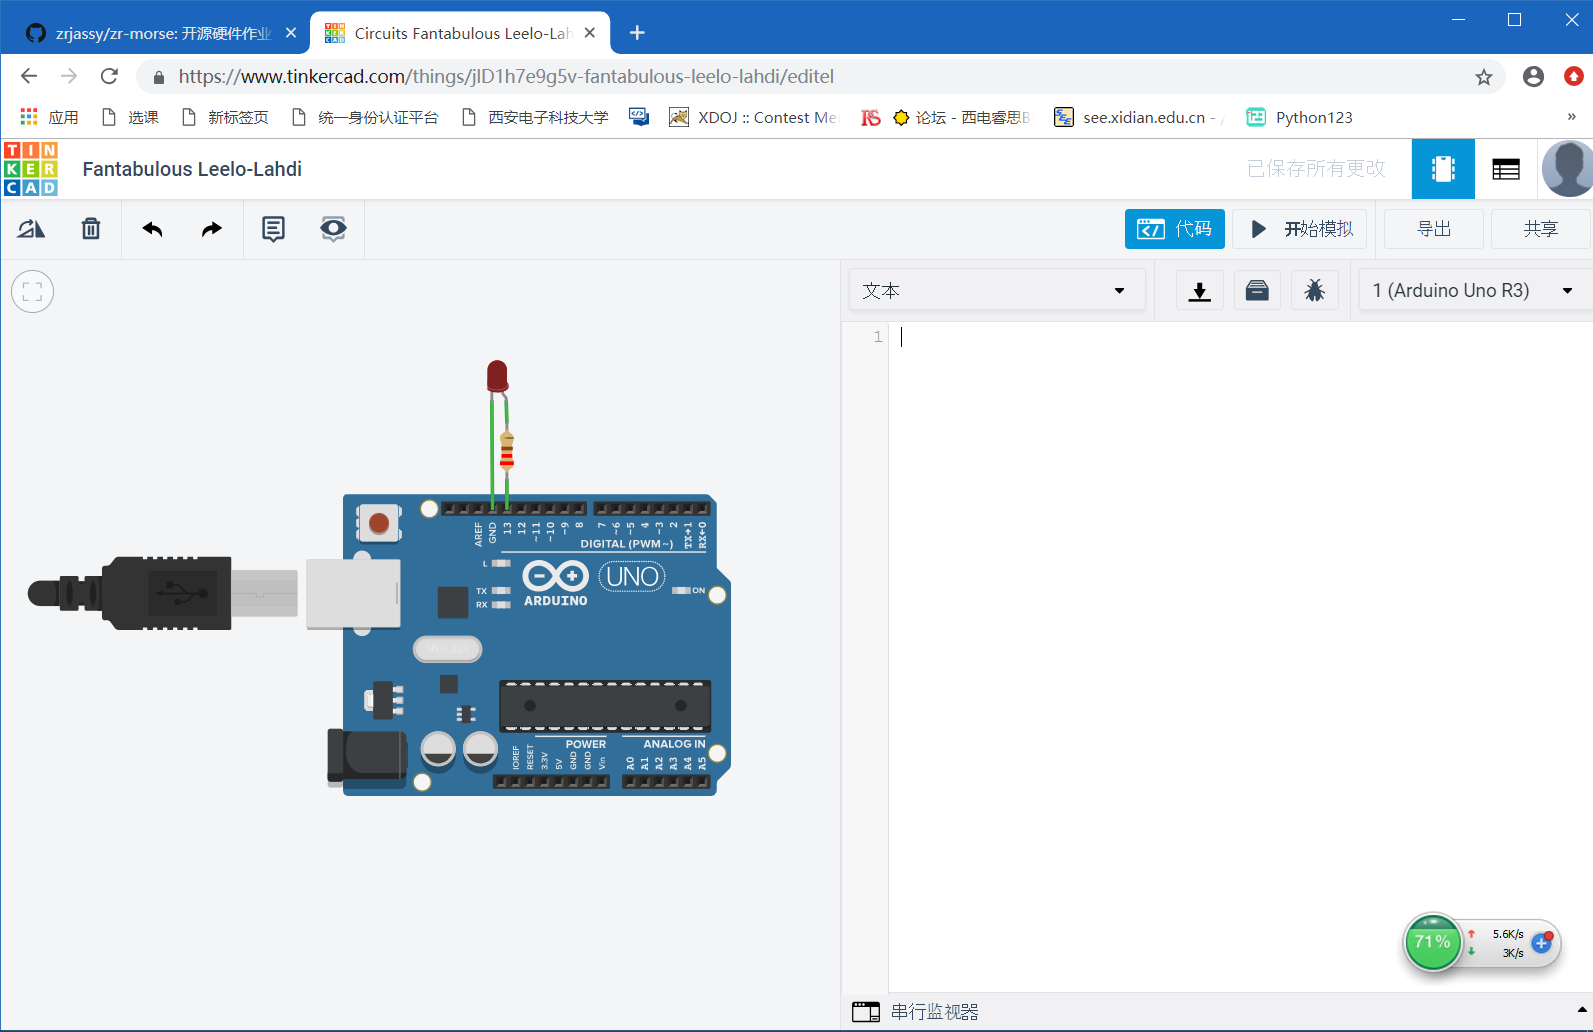 zrjassy/zr-morse: 开源硬件作业
Circuits Fantabulous Leelo-Lah
https://www.tinkercad.com/things/jlD1h7e9g5v-fantabulous-leelo-lahdi/editel
应用 选课 新标签页 统一身份认证平台 西安电子科技大学 XDOJ :: Contest Me RS 论坛 - 西电睿思B see.xidian.edu.cn - / Python123 »
TIN
KER
CAD
Fantabulous Leelo-Lahdi
已保存所有更改
代码 开始模拟 导出 共享
文本
1 (Arduino Uno R3)
1
AREF GND 13 12 ~11 ~10 ~9 8 7 ~6 ~5 4 ~3 2 TX→1 RX←0
DIGITAL (PWM~)
L
TX
RX
ARDUINO
UNO
ON
POWER
ANALOG IN
IOREF RESET 3.3V 5V GND GND Vin A0 A1 A2 A3 A4 A5
71%
5.6K/s
3K/s
串行监视器